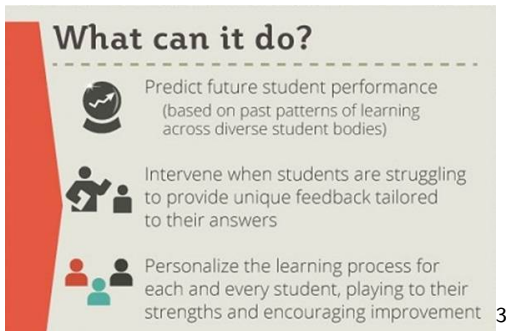 What can it do?
Predict future student performance
(based on past patterns of learning
across diverse student bodies)
Intervene when students are struggling
to provide unique feedback tailored
to their answers
Personalize the learning process for
each and every student, playing to their
strengths and encouraging improvement 3